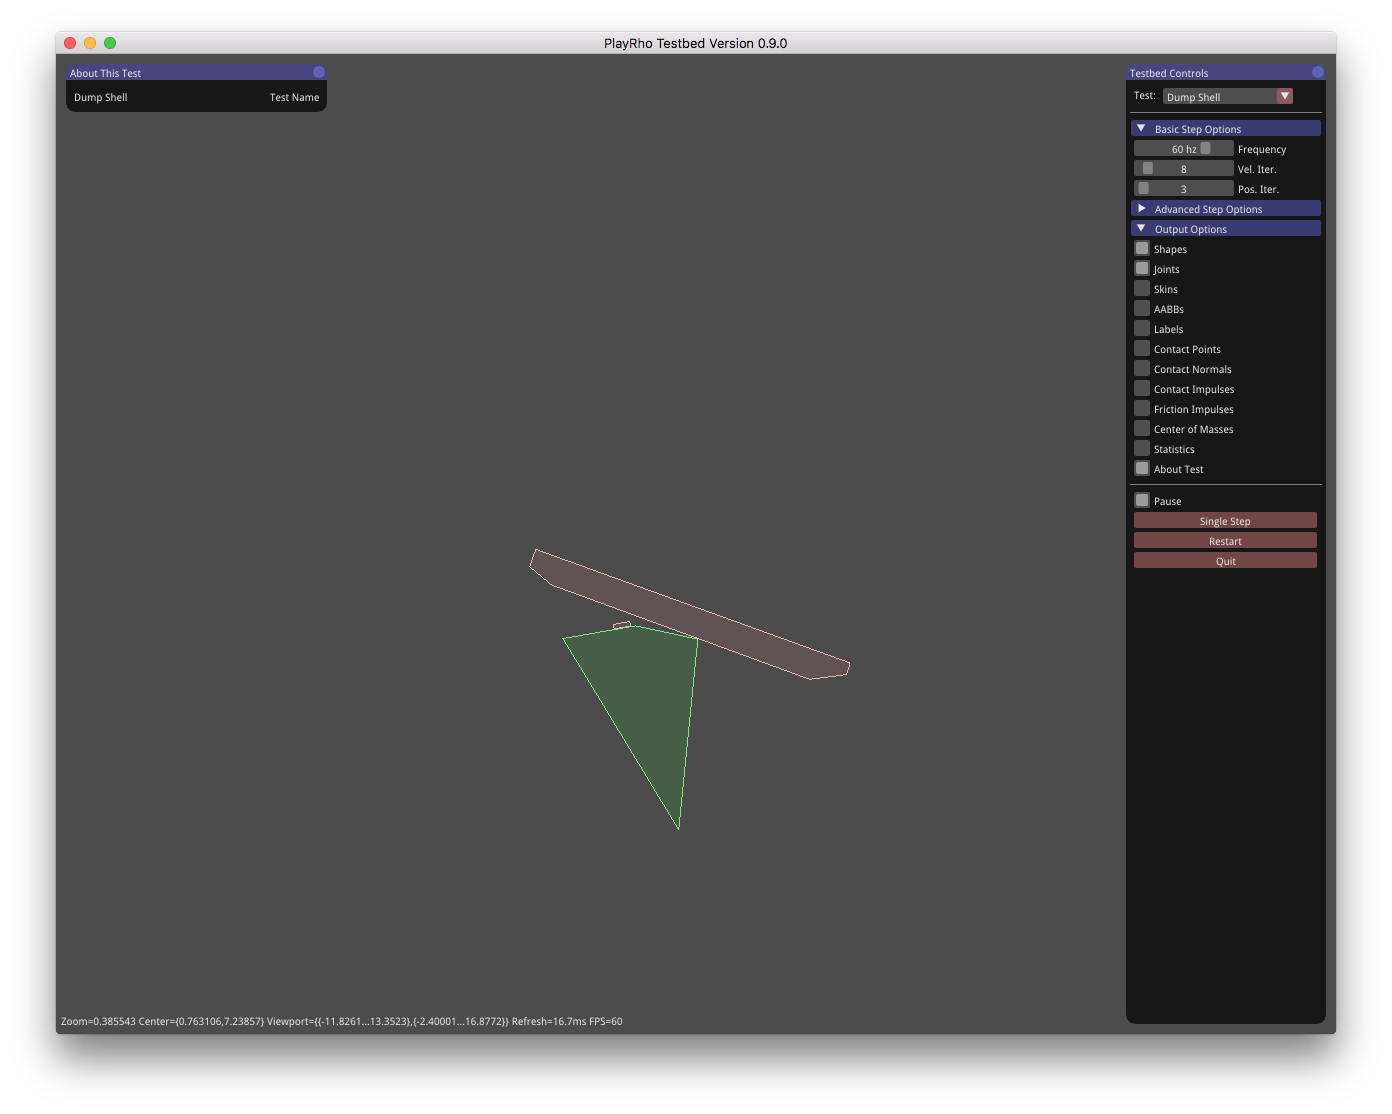 PlayRho Testbed Version 0.9.0
About This Test
Dump Shell Test Name
Testbed Controls
Test: Dump Shell
Basic Step Options
60 hz Frequency
8 Vel. Iter.
3 Pos. Iter.
Advanced Step Options
Output Options
Shapes
Joints
Skins
AABBs
Labels
Contact Points
Contact Normals
Contact Impulses
Friction Impulses
Center of Masses
Statistics
About Test
Pause
Single Step
Restart
Quit
Zoom=0.385543 Center={0.763106,7.23857} Viewport={{-11.8261...13.3523},{-2.40001...16.8772}} Refresh=16.7ms FPS=60